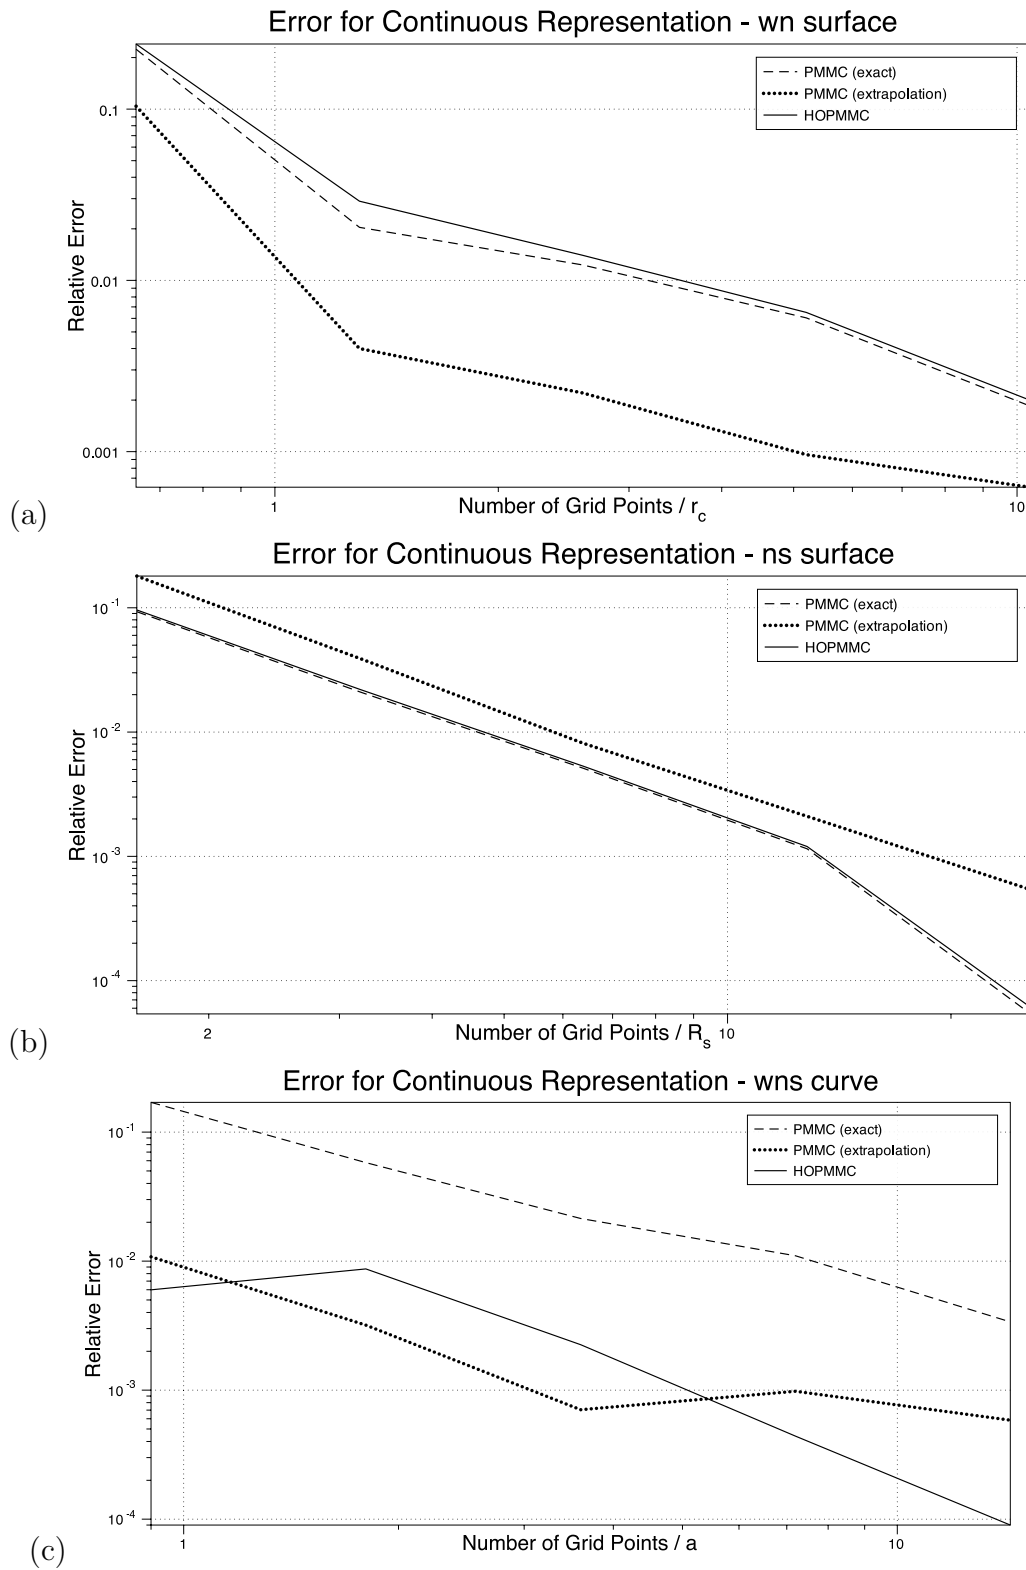 Error for Continuous Representation - wn surface
PMMC (exact)
PMMC (extrapolation)
HOPMMC
Relative Error
0.1
0.01
0.001
1
10
Number of Grid Points / r_c
(a)
Error for Continuous Representation - ns surface
PMMC (exact)
PMMC (extrapolation)
HOPMMC
Relative Error
10^-1
10^-2
10^-3
10^-4
2
10
Number of Grid Points / R_s
(b)
Error for Continuous Representation - wns curve
PMMC (exact)
PMMC (extrapolation)
HOPMMC
Relative Error
10^-1
10^-2
10^-3
10^-4
1
10
Number of Grid Points / a
(c)